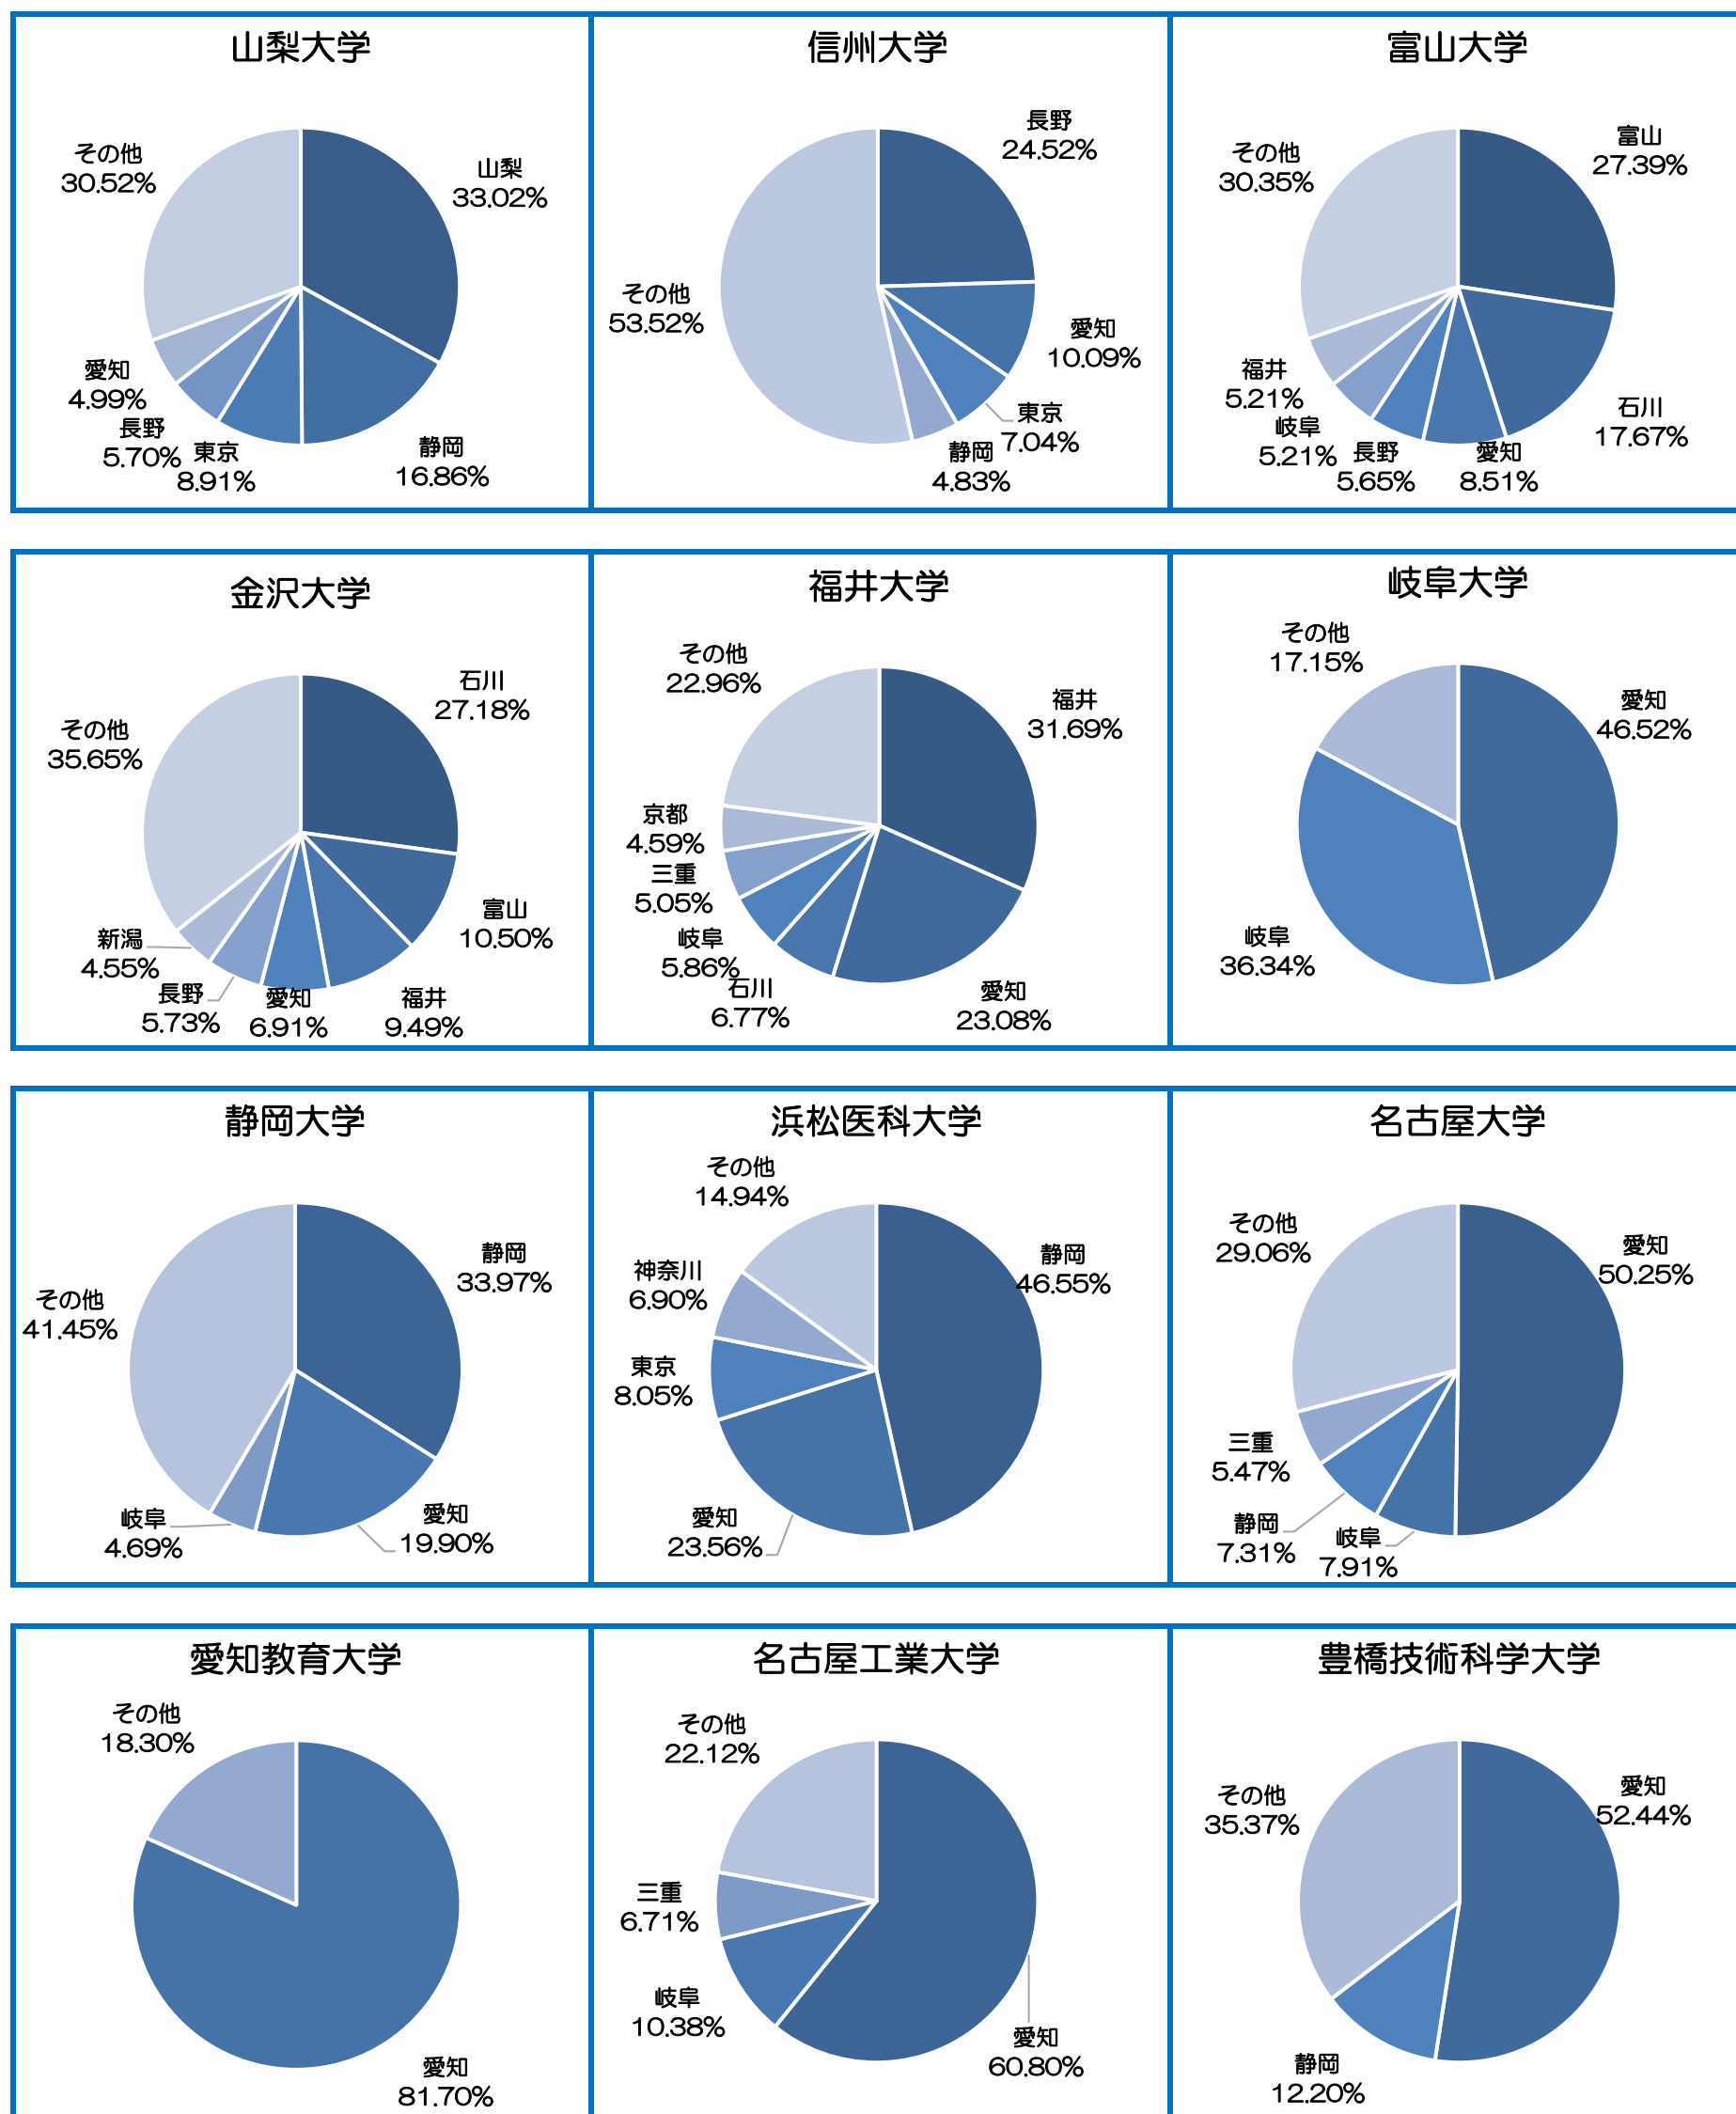 山梨大学
その他
30.52%
山梨
33.02%
愛知
4.99%
長野
5.70%
東京
8.91%
静岡
16.86%
信州大学
長野
24.52%
その他
53.52%
愛知
10.09%
東京
7.04%
静岡
4.83%
富山大学
富山
27.39%
その他
30.35%
福井
5.21%
岐阜
5.21%
長野
5.65%
愛知
8.51%
石川
17.67%
金沢大学
石川
27.18%
その他
35.65%
富山
10.50%
新潟
4.55%
長野
5.73%
愛知
6.91%
福井
9.49%
福井大学
その他
22.96%
福井
31.69%
京都
4.59%
三重
5.05%
岐阜
5.86%
石川
6.77%
愛知
23.08%
岐阜大学
その他
17.15%
愛知
46.52%
岐阜
36.34%
静岡大学
静岡
33.97%
その他
41.45%
岐阜
4.69%
愛知
19.90%
浜松医科大学
その他
14.94%
静岡
46.55%
神奈川
6.90%
東京
8.05%
愛知
23.56%
名古屋大学
その他
29.06%
愛知
50.25%
三重
5.47%
静岡
7.31%
岐阜
7.91%
愛知教育大学
その他
18.30%
愛知
81.70%
名古屋工業大学
その他
22.12%
三重
6.71%
岐阜
10.38%
愛知
60.80%
豊橋技術科学大学
その他
35.37%
愛知
52.44%
静岡
12.20%